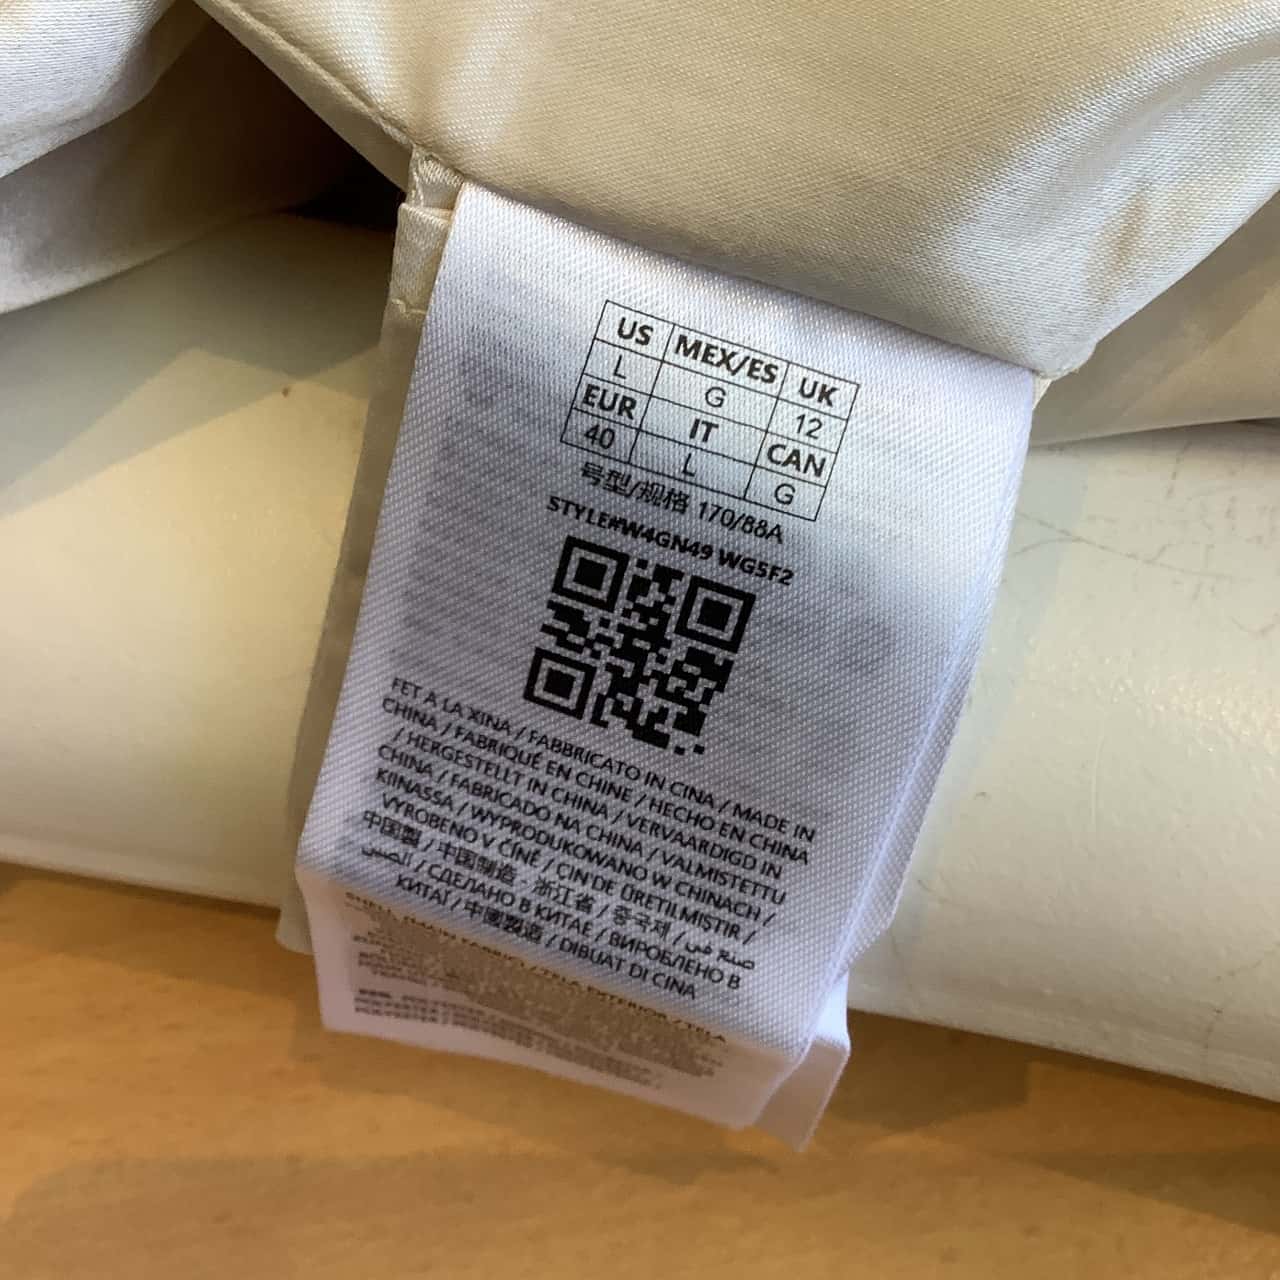 US MEX/ES UK
L G 12
EUR IT CAN
40 L G
号型/规格 170/88A
STYLE#W4GN49 WG5F2
FET A LA XINA / FABBRICATO IN CINA / MADE IN
CHINA / FABRIQUÉ EN CHINE / HECHO EN CHINA
/ HERGESTELLT IN CHINA / VERVAARDIGD IN
CHINA / FABRICADO NA CHINA / VALMISTETTU
KIINASSA / WYPRODUKOWANO W CHINACH /
VYROBENO V ČÍNĚ / ÇIN'DE ÜRETILMIŞTIR /
中国製 / 中国制造 - 浙江省 / 중국제 / صنع في
الصين / СДЕЛАНО В КИТАЕ / ВИРОБЛЕНО В
КИТАЇ / 中國製造 / DIBUAT DI CINA